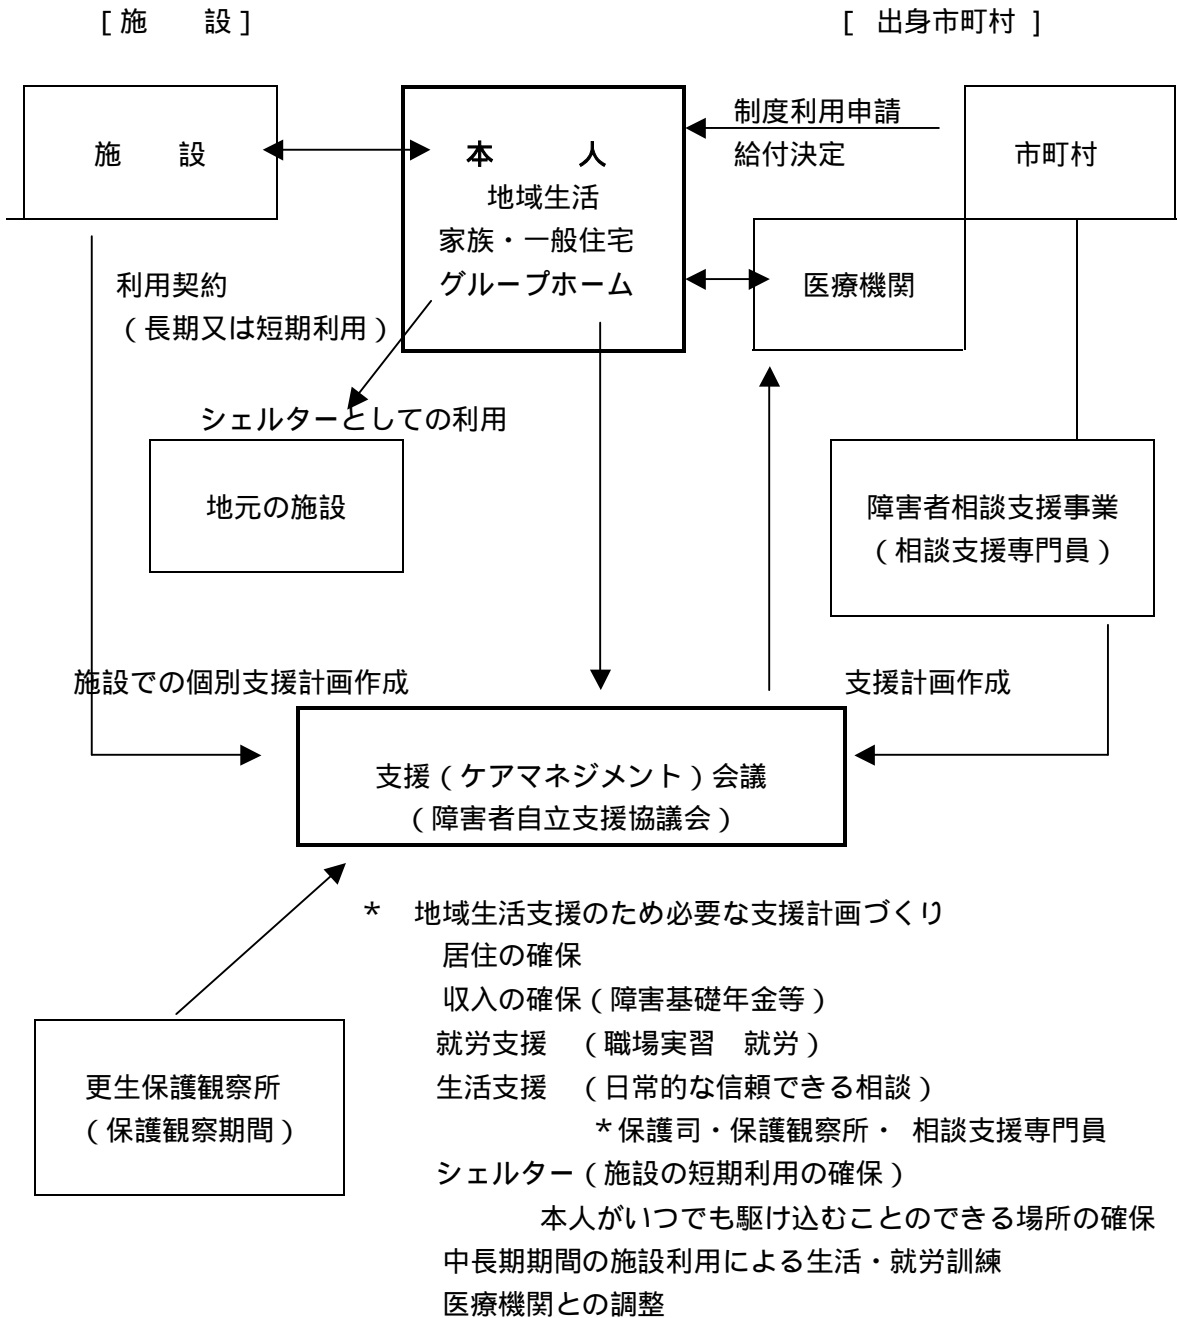 [ 施　　設 ]
[ 出身市町村 ]
施　　設
本　　　人
地域生活
家族・一般住宅
グループホーム
制度利用申請
給付決定
市町村
医療機関
利用契約
（長期又は短期利用）
シェルターとしての利用
地元の施設
障害者相談支援事業
（相談支援専門員）
施設での個別支援計画作成
支援計画作成
支援（ケアマネジメント）会議
（障害者自立支援協議会）
＊　地域生活支援のため必要な支援計画づくり
居住の確保
収入の確保（障害基礎年金等）
就労支援　（職場実習　就労）
生活支援　（日常的な信頼できる相談）
＊保護司・保護観察所・ 相談支援専門員
シェルター（施設の短期利用の確保）
本人がいつでも駆け込むことのできる場所の確保
中長期期間の施設利用による生活・就労訓練
医療機関との調整
更生保護観察所
（保護観察期間）